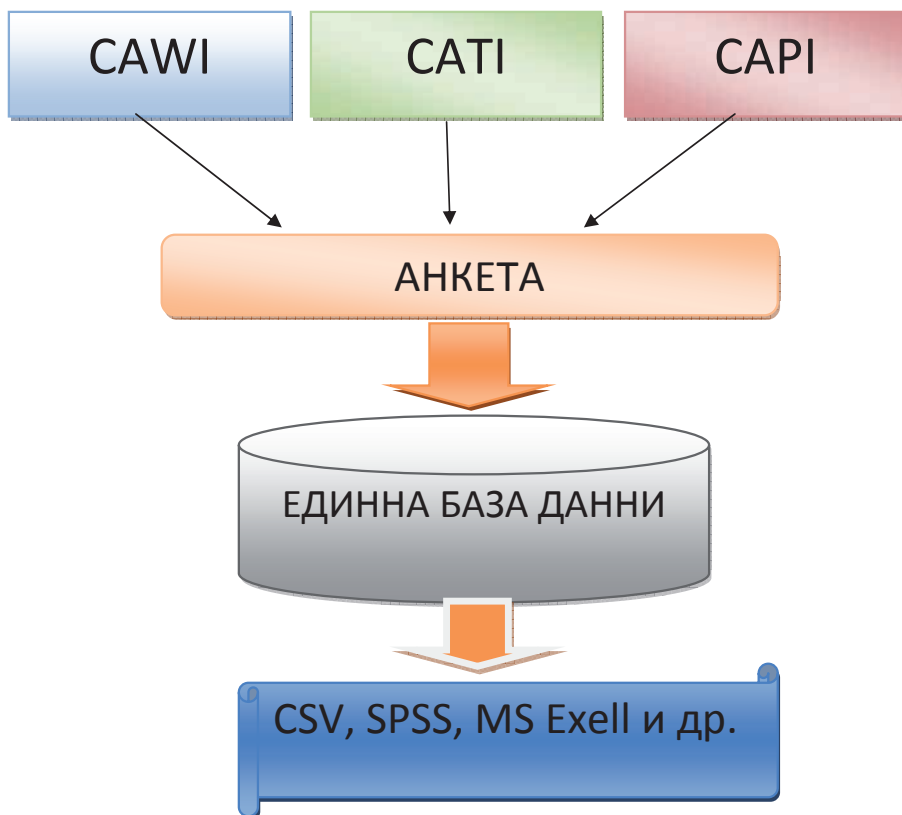 CAWI
CATI
CAPI
АНКЕТА
ЕДИННА БАЗА ДАННИ
CSV, SPSS, MS Exell и др.